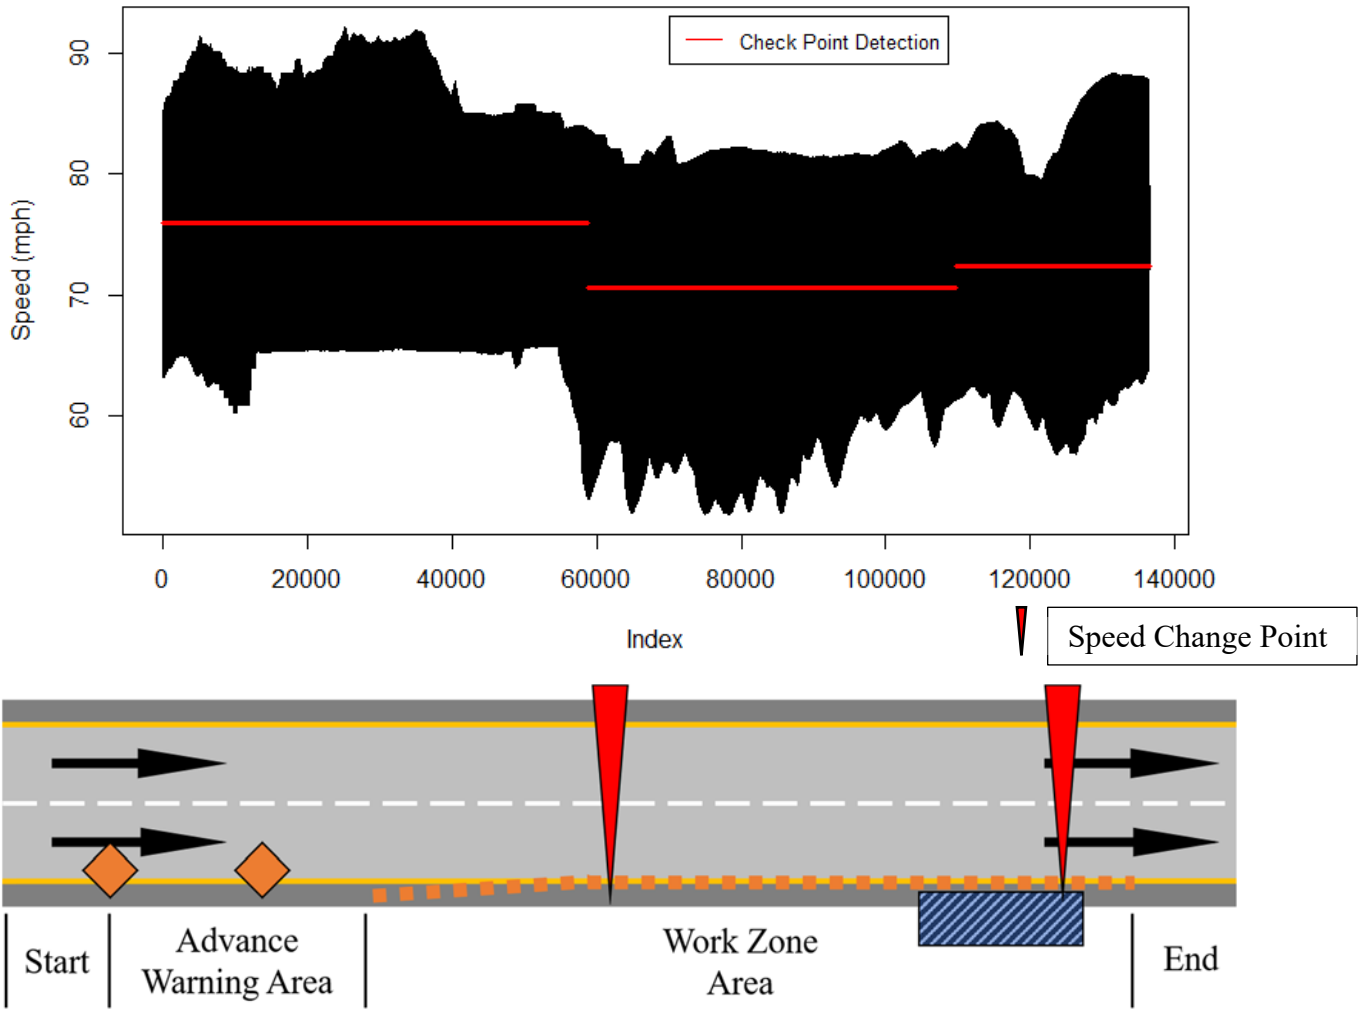 90
80
70
60
Speed (mph)
Check Point Detection
0 20000 40000 60000 80000 100000 120000 140000
Index
Speed Change Point
Start
Advance
Warning Area
Work Zone
Area
End